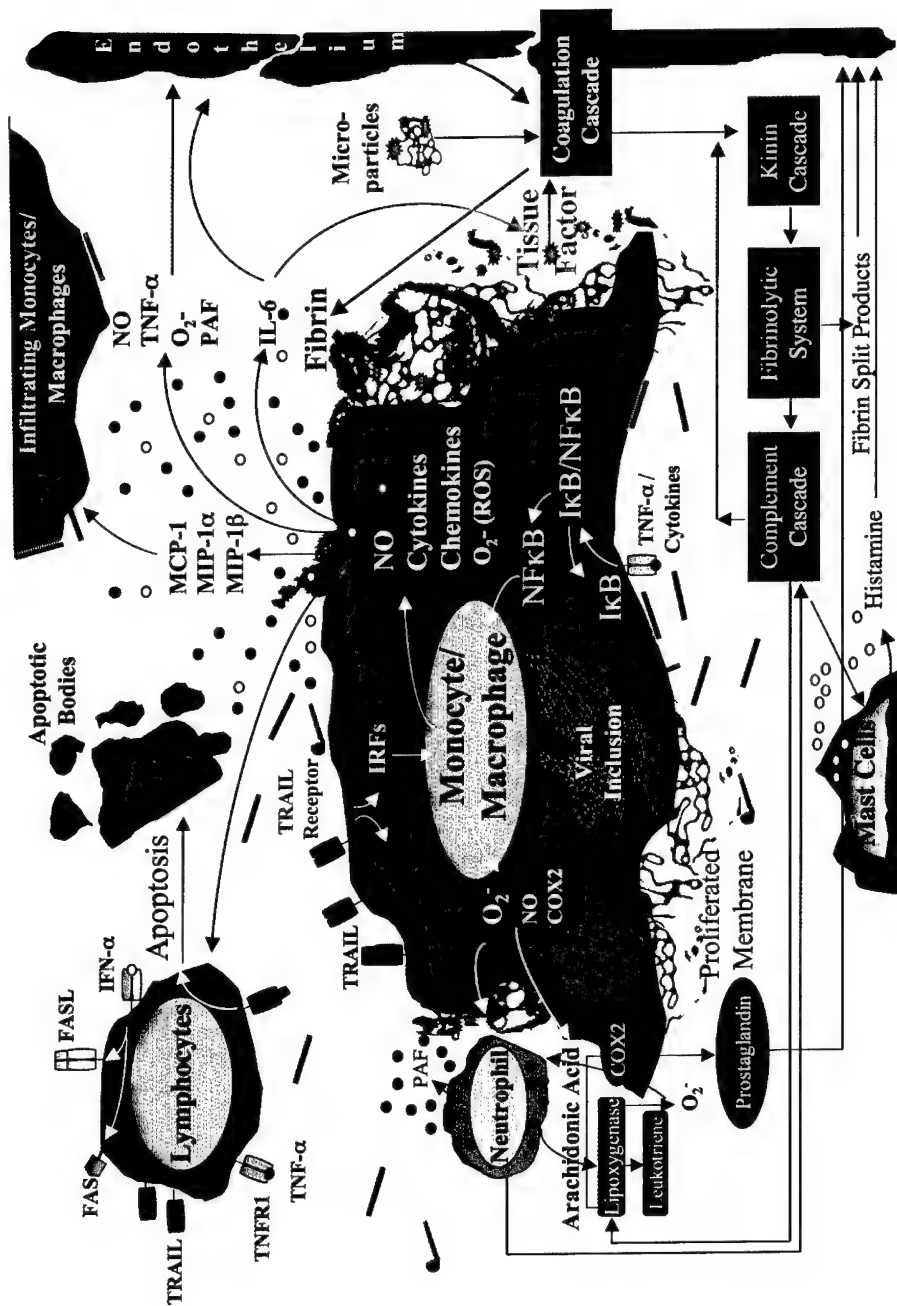 FASL
FAS
IFN-α
Lymphocytes
TRAIL
TNFR1
TNF-α
Apoptosis
Apoptotic
Bodies
Infiltrating Monocytes/
Macrophages
MCP-1
MIP-1α
MIP-1β
NO
TNF-α
O₂-
PAF
IL-6
Endothelium
TRAIL
TRAIL
Receptor
IRFs
Monocyte/
Macrophage
NO
Cytokines
Chemokines
O₂-(ROS)
Fibrin
Micro-
particles
Tissue
Factor
Coagulation
Cascade
PAF
Neutrophil
O₂⁻
NO
COX2
Viral
Inclusion
NFκB
IκB/NFκB
IκB
TNF-α /
Cytokines
Arachidonic Acid
COX2
Lipoxygenase
Leukotriene
O₂⁻
Proliferated
Membrane
Prostaglandin
Mast Cells
Histamine
Complement
Cascade
Fibrinolytic
System
Kinin
Cascade
Fibrin Split Products